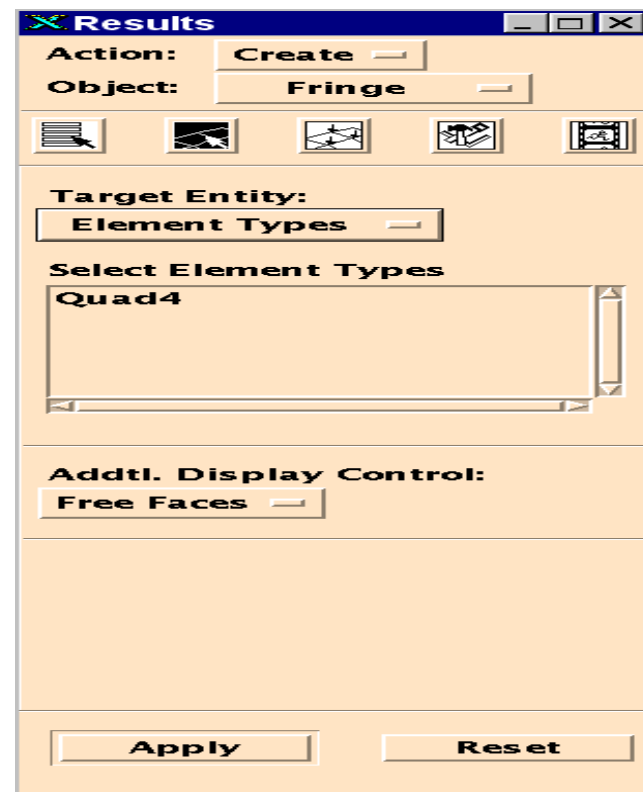 Results
Action: Create
Object: Fringe
Target Entity:
Element Types
Select Element Types
Quad4
Addtl. Display Control:
Free Faces
Apply Reset